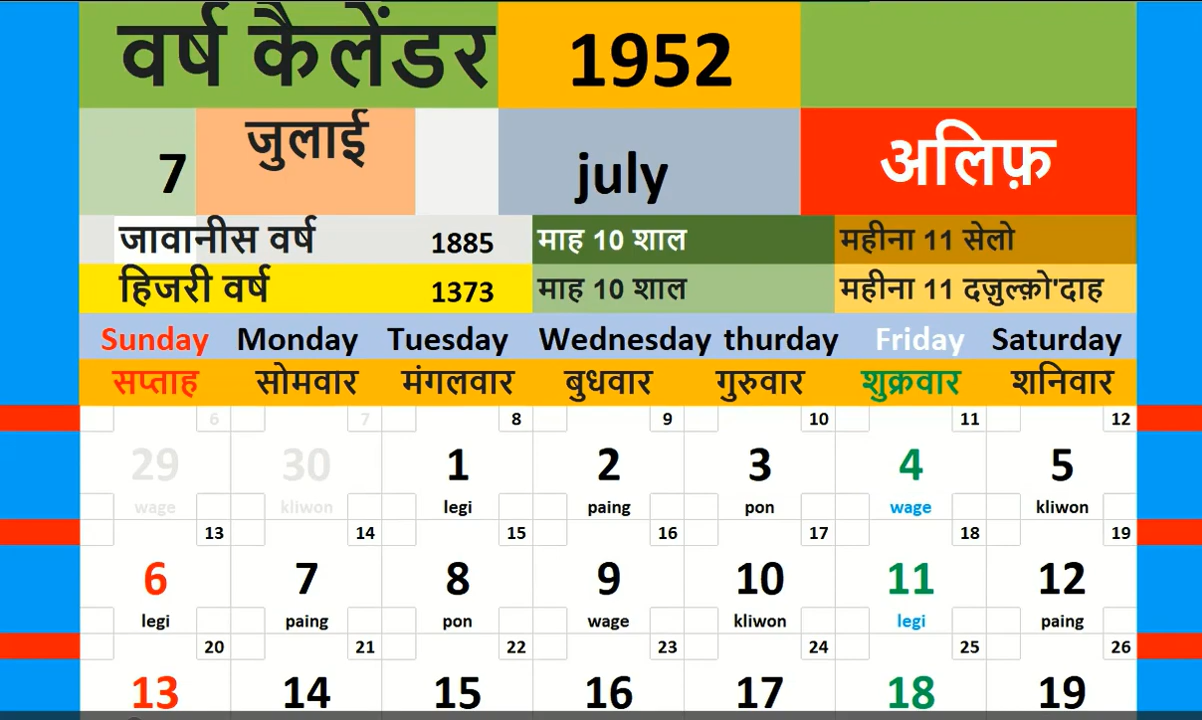 वर्ष कैलेंडर 1952
7 जुलाई july अलिफ़
जावानीस वर्ष 1885 माह 10 शाल महीना 11 सेलो
हिजरी वर्ष 1373 माह 10 शाल महीना 11 दज़ुल्क़ो'दाह
Sunday Monday Tuesday Wednesday thurday Friday Saturday
सप्ताह सोमवार मंगलवार बुधवार गुरुवार शुक्रवार शनिवार
6 7 8 9 10 11 12
29 30 1 2 3 4 5
wage kliwon legi paing pon wage kliwon
13 14 15 16 17 18 19
6 7 8 9 10 11 12
legi paing pon wage kliwon legi paing
20 21 22 23 24 25 26
13 14 15 16 17 18 19